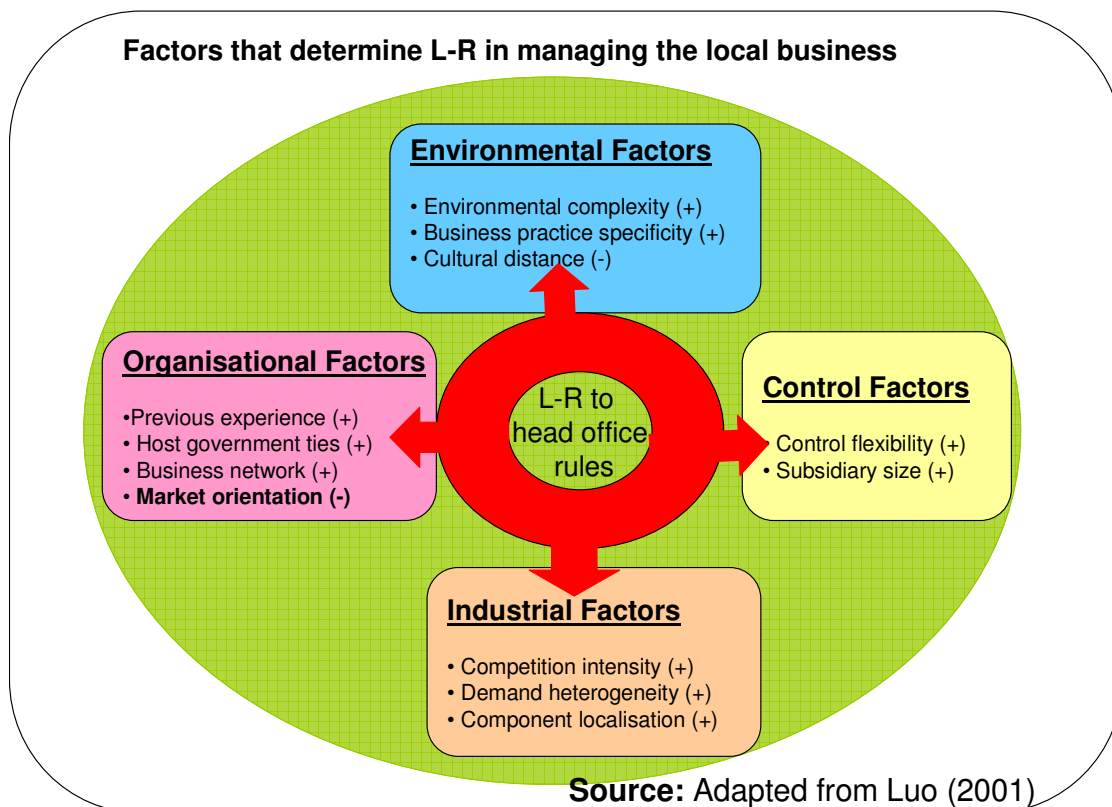 Factors that determine L-R in managing the local business
Environmental Factors
• Environmental complexity (+)
• Business practice specificity (+)
• Cultural distance (-)
Organisational Factors
•Previous experience (+)
• Host government ties (+)
• Business network (+)
• Market orientation (-)
L-R to
head office
rules
Control Factors
• Control flexibility (+)
• Subsidiary size (+)
Industrial Factors
• Competition intensity (+)
• Demand heterogeneity (+)
• Component localisation (+)
Source: Adapted from Luo (2001)